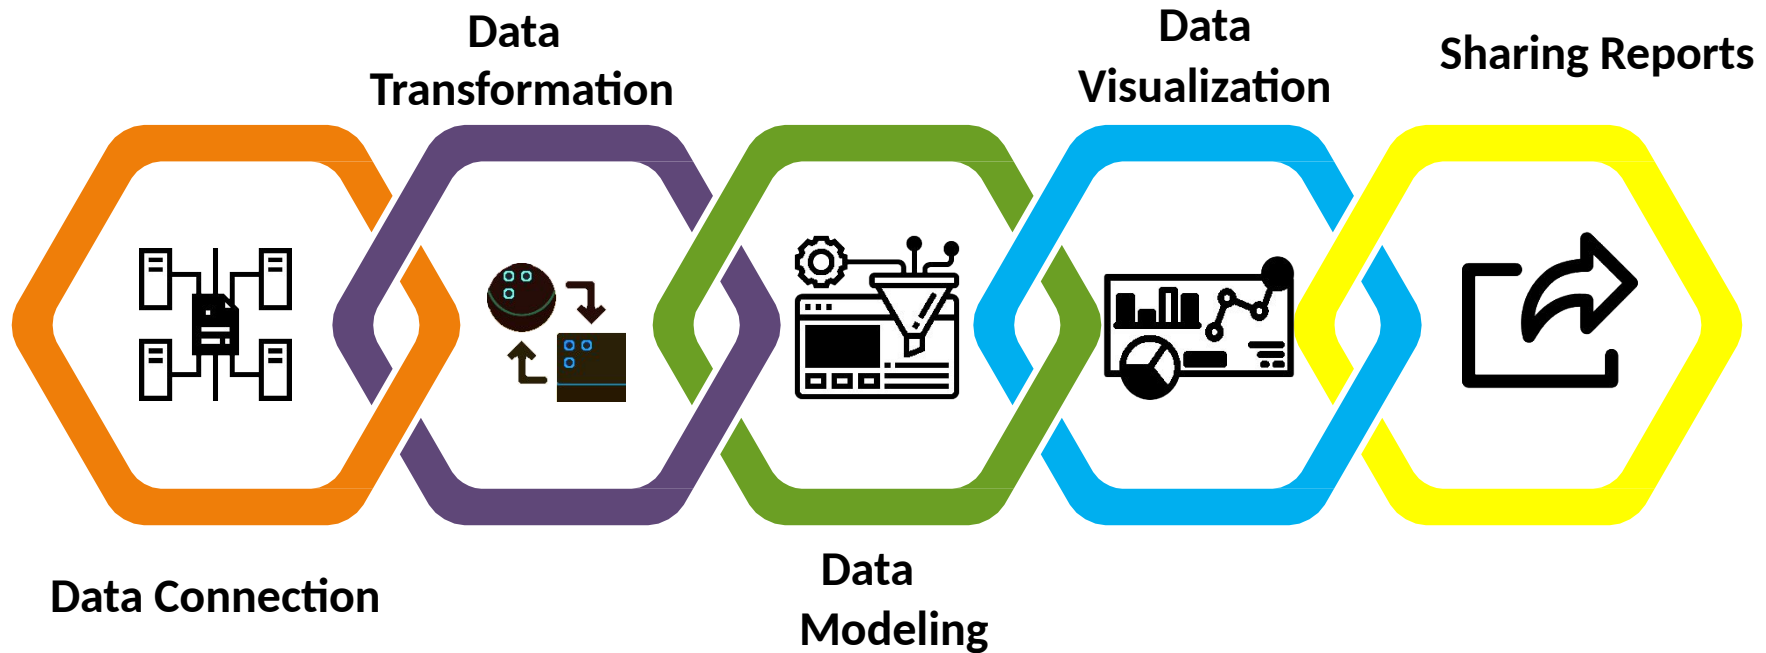 Data Connection
Data
Transformation
Data
Modeling
Data
Visualization
Sharing Reports